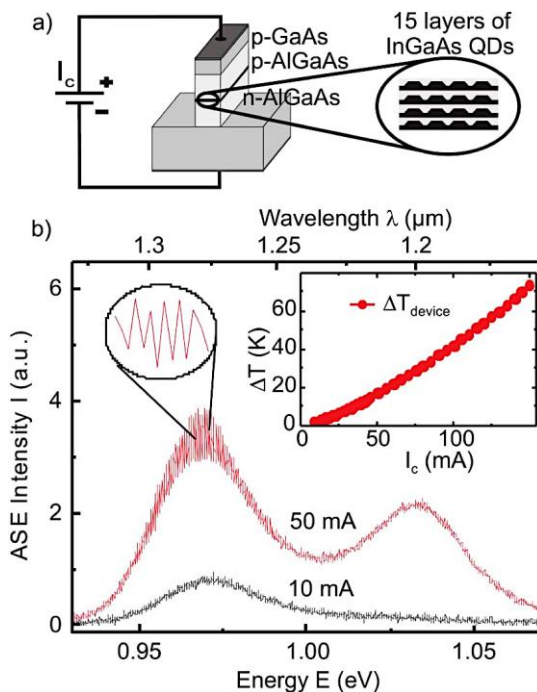 a)
p-GaAs
p-AlGaAs
n-AlGaAs
I_c
+
-
15 layers of
InGaAs QDs
b)
Wavelength λ (μm)
1.3 1.25 1.2
6
4
2
0
ASE Intensity I (a.u.)
50 mA
10 mA
ΔT_device
60
40
20
0
ΔT (K)
50 100
I_c (mA)
0.95 1.00 1.05
Energy E (eV)